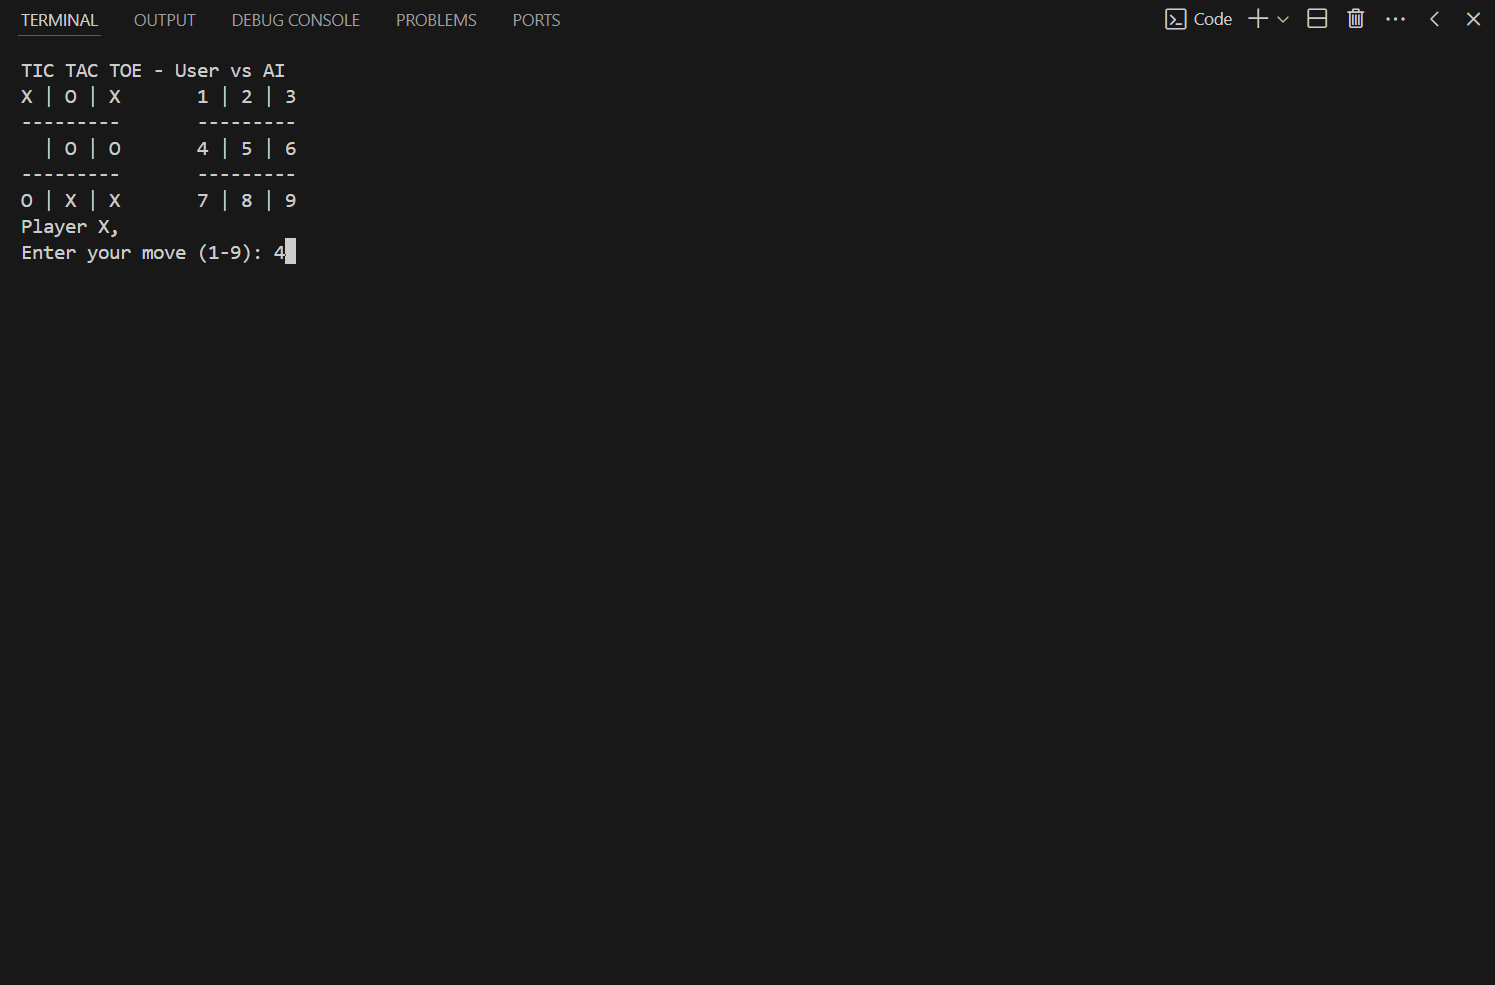 TERMINAL OUTPUT DEBUG CONSOLE PROBLEMS PORTS Code
TIC TAC TOE - User vs AI
X | O | X       1 | 2 | 3
---------       ---------
  | O | O       4 | 5 | 6
---------       ---------
O | X | X       7 | 8 | 9
Player X,
Enter your move (1-9): 4